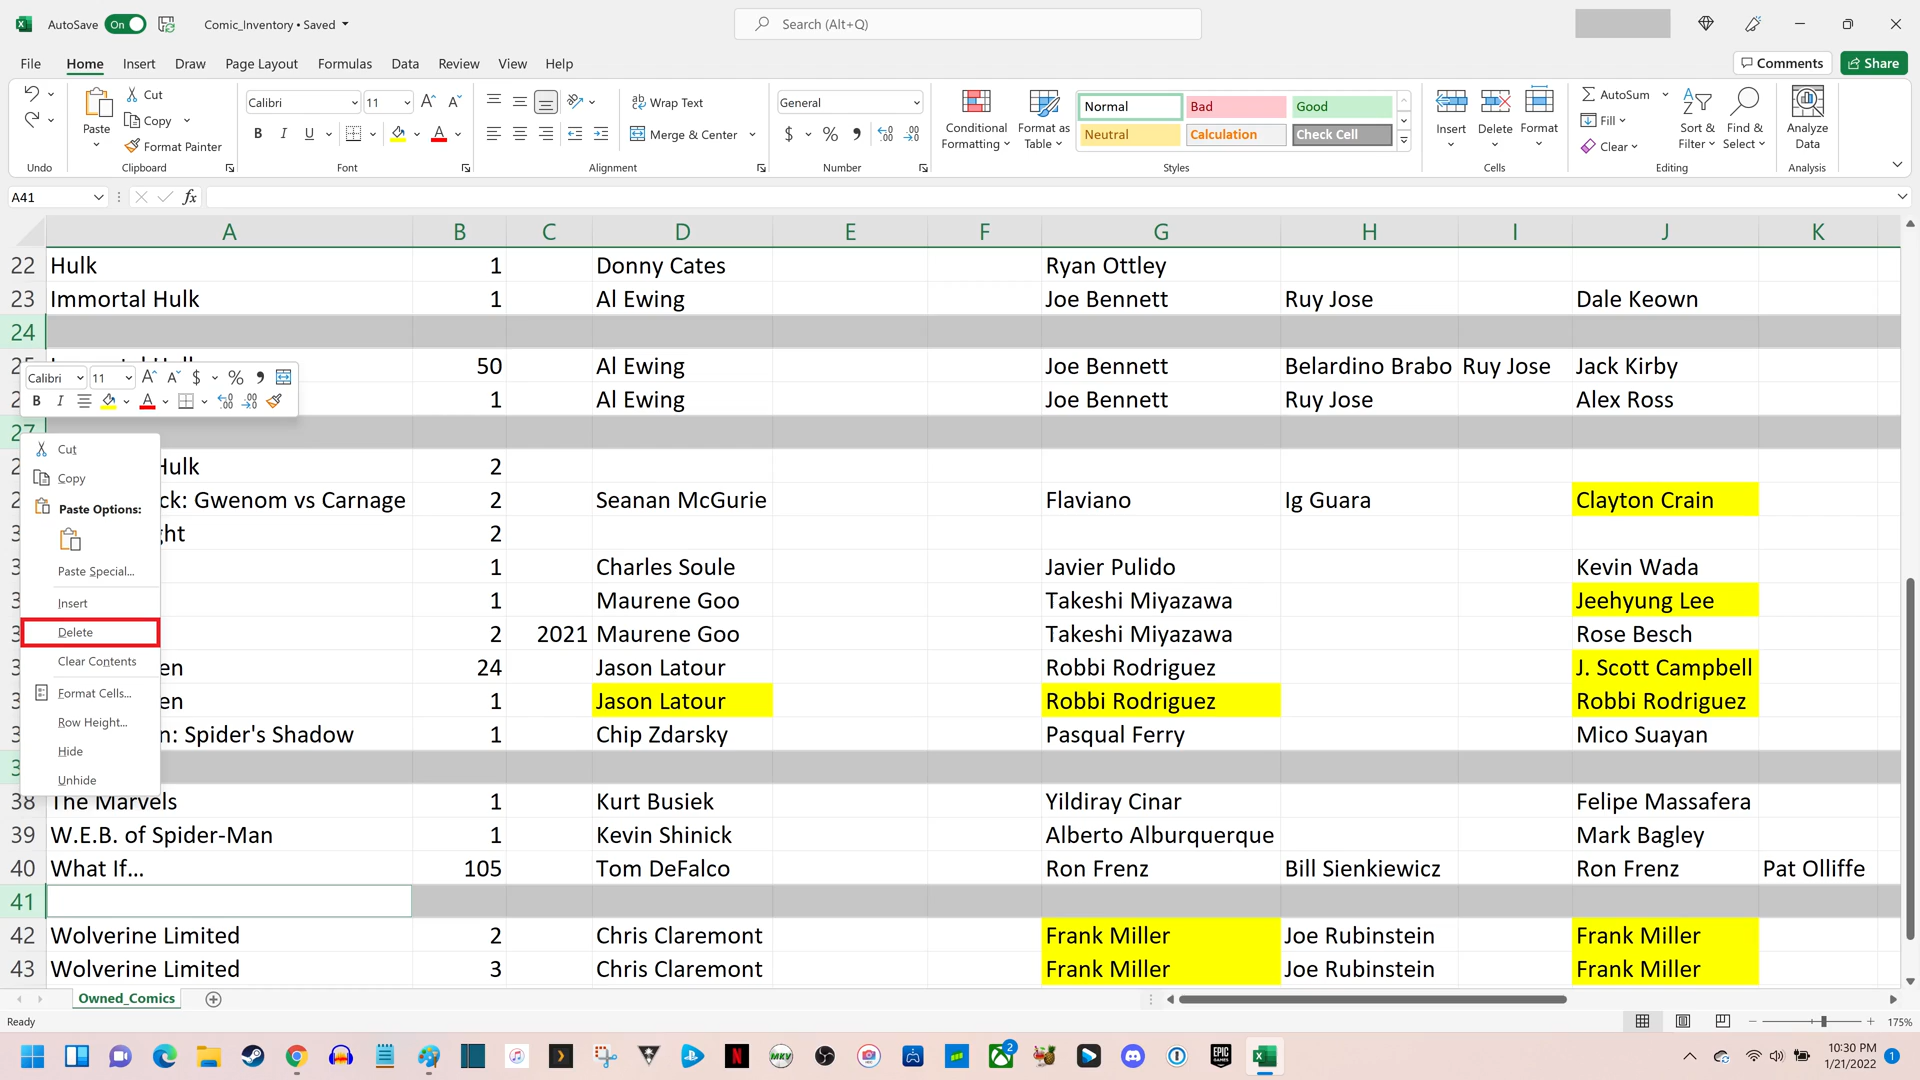 AutoSave On Comic_Inventory • Saved Search (Alt+Q)
File Home Insert Draw Page Layout Formulas Data Review View Help Comments Share
Paste Cut Copy Format Painter
Calibri 11
B I U
Wrap Text
Merge & Center
General
$ % 9
Conditional Formatting Format as Table
Normal Bad Good
Neutral Calculation Check Cell
Insert Delete Format
AutoSum
Fill
Clear
Sort & Filter Find & Select
Analyze Data
Undo Clipboard Font Alignment Number Styles Cells Editing Analysis
A41 fx
A B C D E F G H I J K
22 Hulk 1 Donny Cates Ryan Ottley
23 Immortal Hulk 1 Al Ewing Joe Bennett Ruy Jose Dale Keown
24
50 Al Ewing Joe Bennett Belardino Brabo Ruy Jose Jack Kirby
Calibri 11 A A $ % 9
B I A
1 Al Ewing Joe Bennett Ruy Jose Alex Ross
27
Cut
Hulk 2
Copy
ck: Gwenom vs Carnage 2 Seanan McGurie Flaviano Ig Guara Clayton Crain
Paste Options:
ght 2
Paste Special...
1 Charles Soule Javier Pulido Kevin Wada
Insert
1 Maurene Goo Takeshi Miyazawa Jeehyung Lee
Delete
2 2021 Maurene Goo Takeshi Miyazawa Rose Besch
Clear Contents
en 24 Jason Latour Robbi Rodriguez J. Scott Campbell
Format Cells...
en 1 Jason Latour Robbi Rodriguez Robbi Rodriguez
Row Height...
n: Spider's Shadow 1 Chip Zdarsky Pasqual Ferry Mico Suayan
Hide
Unhide
38 The Marvels 1 Kurt Busiek Yildiray Cinar Felipe Massafera
39 W.E.B. of Spider-Man 1 Kevin Shinick Alberto Alburquerque Mark Bagley
40 What If... 105 Tom DeFalco Ron Frenz Bill Sienkiewicz Ron Frenz Pat Olliffe
41
42 Wolverine Limited 2 Chris Claremont Frank Miller Joe Rubinstein Frank Miller
43 Wolverine Limited 3 Chris Claremont Frank Miller Joe Rubinstein Frank Miller
Owned_Comics
Ready 175%
N MKV EPIC GAMES 2
10:30 PM
1/21/2022 1